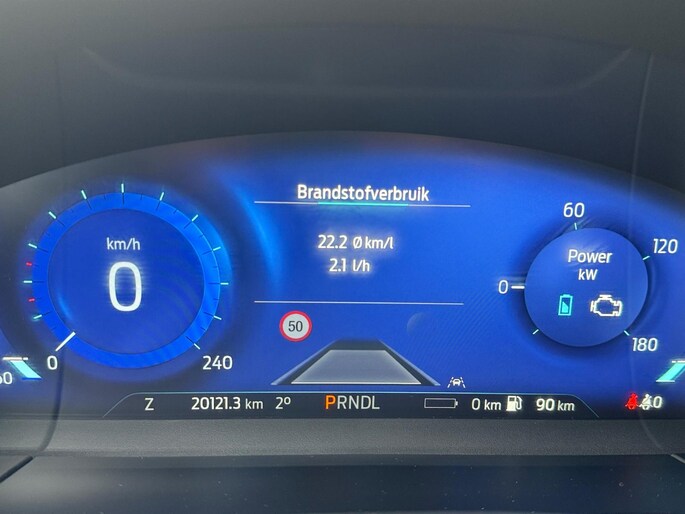 Brandstofverbruik
22.2 Ø km/l
2.1 l/h
km/h
0
0
240
50
60
0
120
180
Power
kW
Z 20121.3 km 2° PRNDL 0 km 90 km